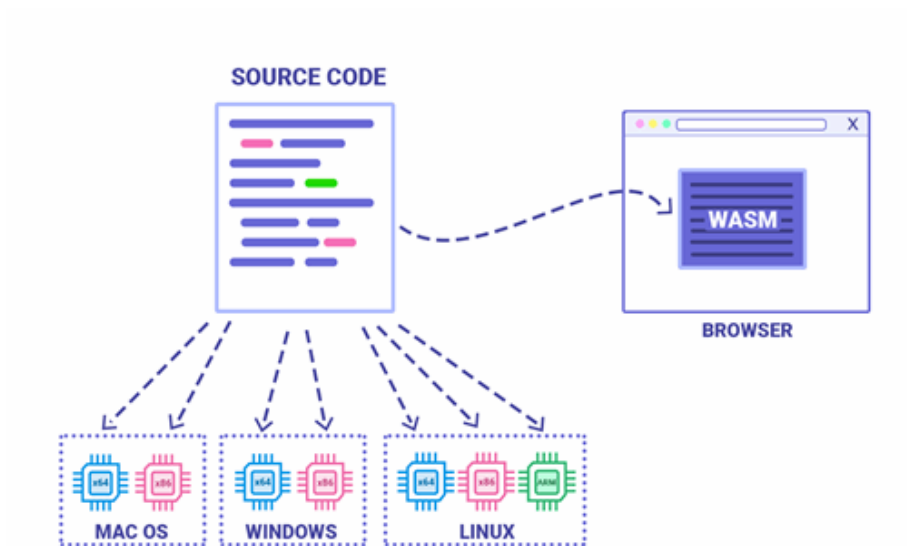 SOURCE CODE
X
WASM
BROWSER
x64
x86
x64
x86
x64
x86
ARM
MAC OS
WINDOWS
LINUX